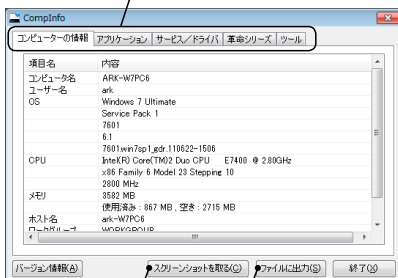 CompInfo
コンピューターの情報 アプリケーション サービス／ドライバ 革命シリーズ ツール
項目名 内容
コンピュータ名 ARK-W7PC6
ユーザー名 ark
OS Windows 7 Ultimate
Service Pack 1
7601
6.1
7601.win7sp1_gdr.110622-1506
CPU Intel(R) Core(TM)2 Duo CPU E7400 @ 2.80GHz
x86 Family 6 Model 23 Stepping 10
2800 MHz
メモリ 3582 MB
使用済み : 867 MB 、空き : 2715 MB
ホスト名 ark-W7PC6
ワークグループ WORKGROUP
バージョン情報(A) スクリーンショットを取る(C) ファイルに出力(S) 終了(X)